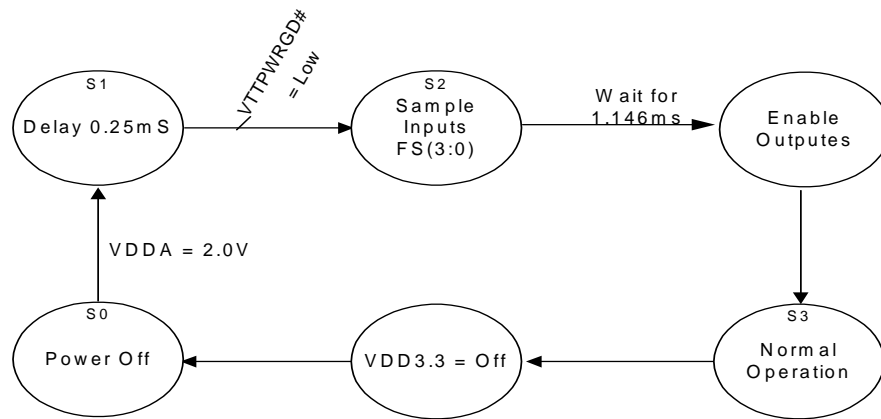 S1
Delay 0.25mS
VTTPWRGD#
= Low
S2
Sample
Inputs
FS(3:0)
Wait for
1.146ms
Enable
Outputes
VDDA = 2.0V
S0
Power Off
VDD3.3 = Off
S3
Normal
Operation